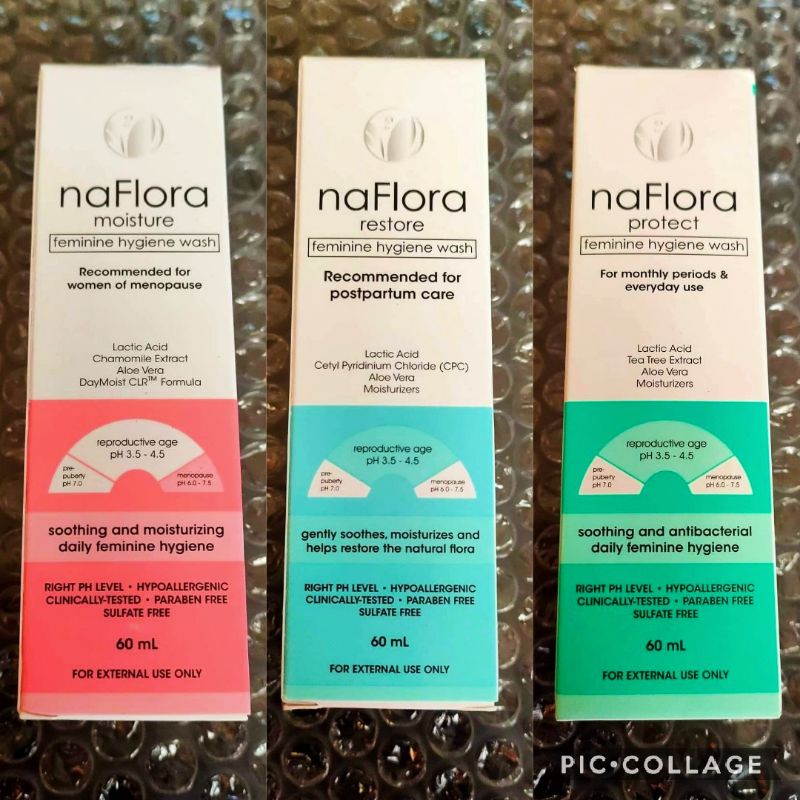 naFlora
moisture
feminine hygiene wash
Recommended for
women of menopause
Lactic Acid
Chamomile Extract
Aloe Vera
DayMoist CLR™ Formula
reproductive age
pH 3.5 - 4.5
pre-
puberty
pH 7.0
menopause
pH 6.0 - 7.5
soothing and moisturizing
daily feminine hygiene
RIGHT PH LEVEL • HYPOALLERGENIC
CLINICALLY-TESTED • PARABEN FREE
SULFATE FREE
60 mL
FOR EXTERNAL USE ONLY
naFlora
restore
feminine hygiene wash
Recommended for
postpartum care
Lactic Acid
Cetyl Pyridinium Chloride (CPC)
Aloe Vera
Moisturizers
reproductive age
pH 3.5 - 4.5
pre-
puberty
pH 7.0
menopause
pH 6.0 - 7.5
gently soothes, moisturizes and
helps restore the natural flora
RIGHT PH LEVEL • HYPOALLERGENIC
CLINICALLY-TESTED • PARABEN FREE
SULFATE FREE
60 mL
FOR EXTERNAL USE ONLY
naFlora
protect
feminine hygiene wash
For monthly periods &
everyday use
Lactic Acid
Tea Tree Extract
Aloe Vera
Moisturizers
reproductive age
pH 3.5 - 4.5
pre-
puberty
pH 7.0
menopause
pH 6.0 - 7.5
soothing and antibacterial
daily feminine hygiene
RIGHT PH LEVEL • HYPOALLERGENIC
CLINICALLY-TESTED • PARABEN FREE
SULFATE FREE
60 mL
FOR EXTERNAL USE ONLY
PIC•COLLAGE